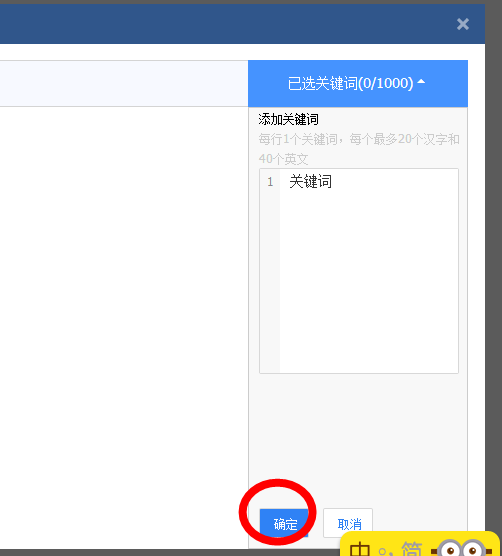 已选关键词(0/1000)
添加关键词
每行1个关键词，每个最多20个汉字和
40个英文
1 关键词
确定 取消
中 简